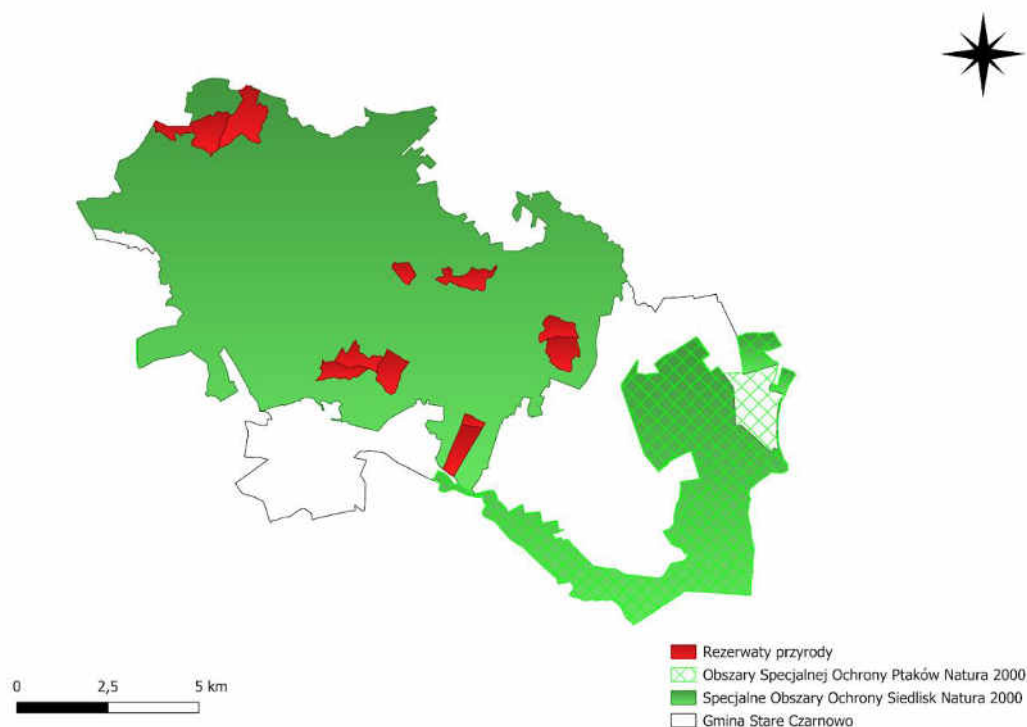 0 2,5 5 km
Rezerwaty przyrody
Obszary Specjalnej Ochrony Ptaków Natura 2000
Specjalne Obszary Ochrony Siedlisk Natura 2000
Gmina Stare Czarnowo